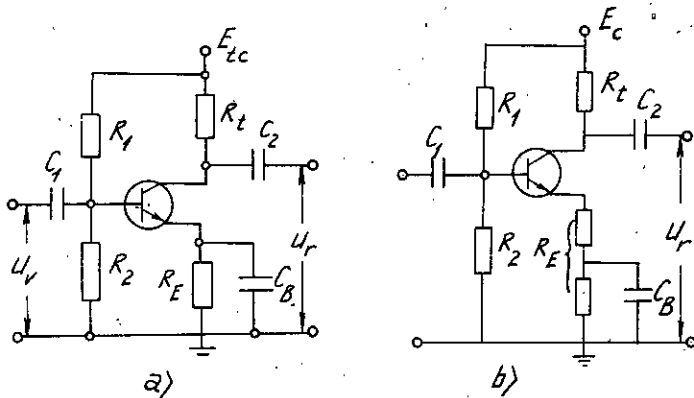 E_tc
R_1
R_t
C_2
C_1
U_v
R_2
R_E
C_B
U_r
a)
E_c
R_1
R_t
C_2
C_1
R_2
R_E
C_B
U_r
b)